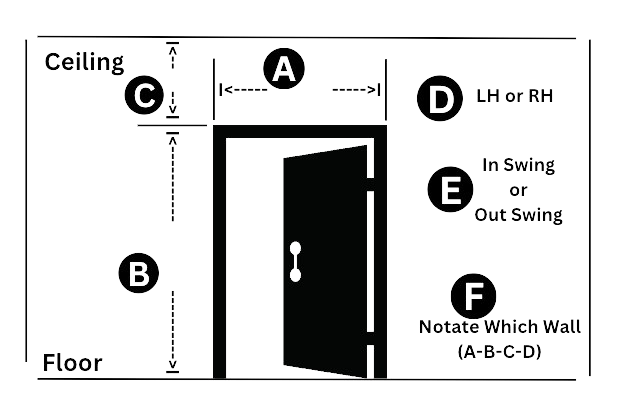 Ceiling
A
C
D
LH or RH
In Swing
or
E
Out Swing
B
F
Notate Which Wall
(A-B-C-D)
Floor